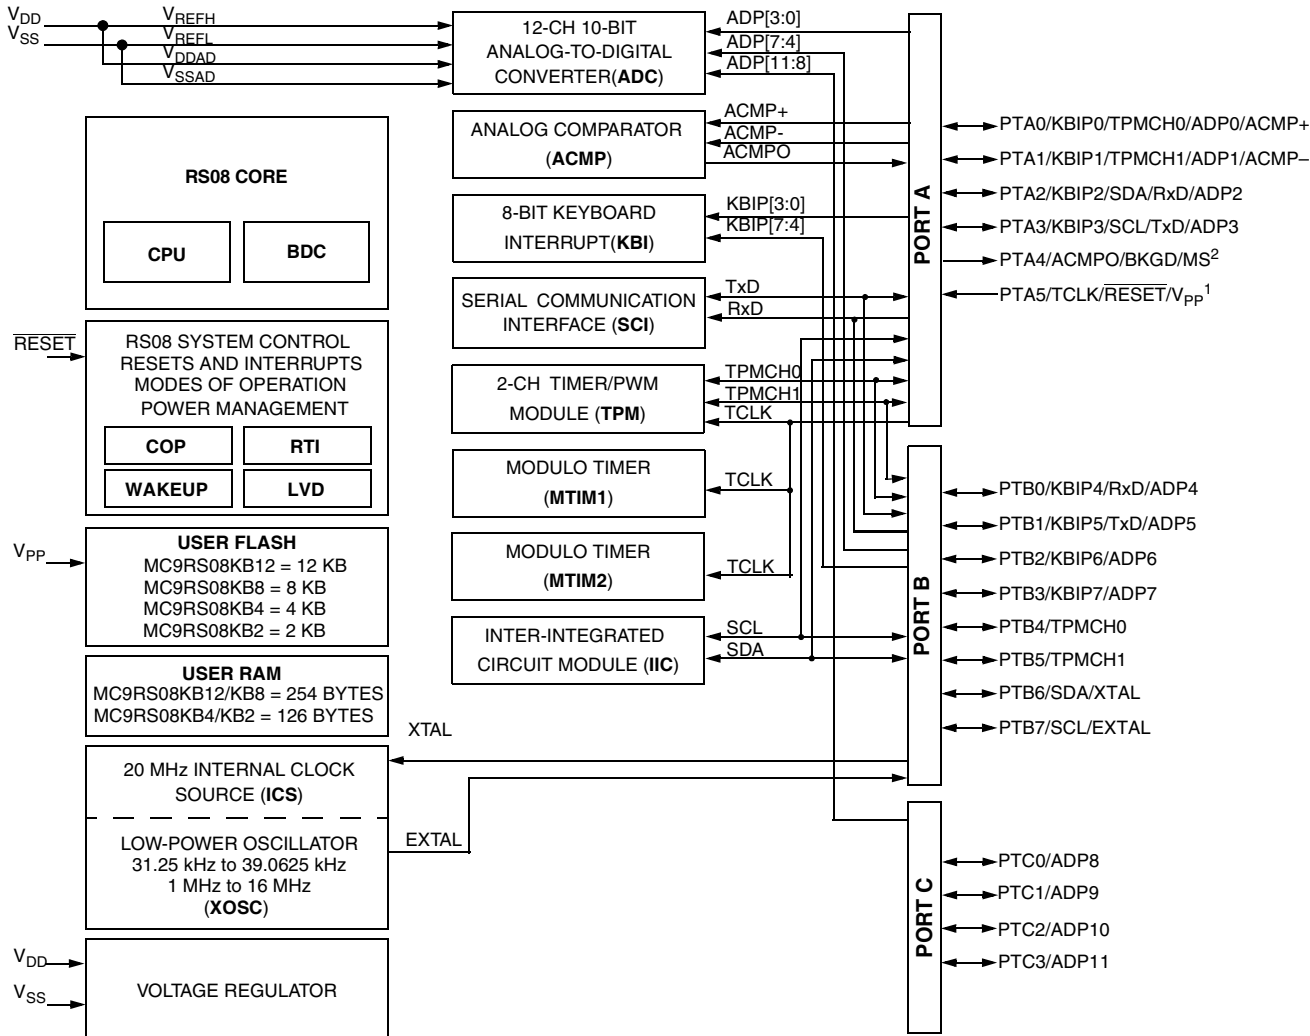 VDD
VSS
VREFH
VREFL
VDDAD
VSSAD
12-CH 10-BIT
ANALOG-TO-DIGITAL
CONVERTER(ADC)
ADP[3:0]
ADP[7:4]
ADP[11:8]
ANALOG COMPARATOR
(ACMP)
ACMP+
ACMP-
ACMPO
8-BIT KEYBOARD
INTERRUPT(KBI)
KBIP[3:0]
KBIP[7:4]
SERIAL COMMUNICATION
INTERFACE (SCI)
TxD
RxD
2-CH TIMER/PWM
MODULE (TPM)
TPMCH0
TPMCH1
TCLK
MODULO TIMER
(MTIM1)
TCLK
MODULO TIMER
(MTIM2)
TCLK
INTER-INTEGRATED
CIRCUIT MODULE (IIC)
SCL
SDA
RS08 CORE
CPU
BDC
RESET
RS08 SYSTEM CONTROL
RESETS AND INTERRUPTS
MODES OF OPERATION
POWER MANAGEMENT
COP
RTI
WAKEUP
LVD
VPP
USER FLASH
MC9RS08KB12 = 12 KB
MC9RS08KB8 = 8 KB
MC9RS08KB4 = 4 KB
MC9RS08KB2 = 2 KB
USER RAM
MC9RS08KB12/KB8 = 254 BYTES
MC9RS08KB4/KB2 = 126 BYTES
XTAL
20 MHz INTERNAL CLOCK
SOURCE (ICS)
LOW-POWER OSCILLATOR
31.25 kHz to 39.0625 kHz
1 MHz to 16 MHz
(XOSC)
EXTAL
VDD
VSS
VOLTAGE REGULATOR
PORT A
PTA0/KBIP0/TPMCH0/ADP0/ACMP+
PTA1/KBIP1/TPMCH1/ADP1/ACMP–
PTA2/KBIP2/SDA/RxD/ADP2
PTA3/KBIP3/SCL/TxD/ADP3
PTA4/ACMPO/BKGD/MS2
PTA5/TCLK/RESET/VPP1
PORT B
PTB0/KBIP4/RxD/ADP4
PTB1/KBIP5/TxD/ADP5
PTB2/KBIP6/ADP6
PTB3/KBIP7/ADP7
PTB4/TPMCH0
PTB5/TPMCH1
PTB6/SDA/XTAL
PTB7/SCL/EXTAL
PORT C
PTC0/ADP8
PTC1/ADP9
PTC2/ADP10
PTC3/ADP11